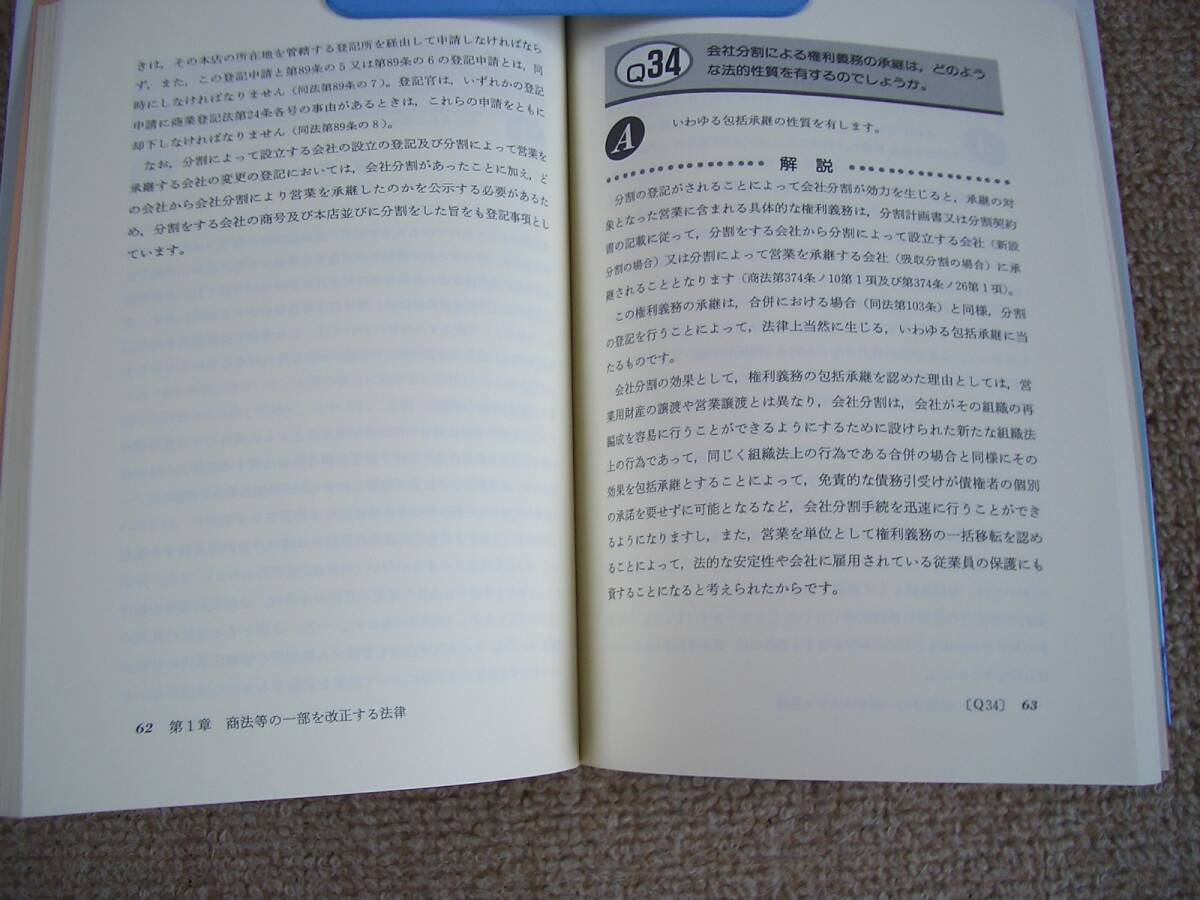 きは，その本店の所在地を管轄する登記所を経由して申請しなければなら
ず，また，この登記申請と第89条の５又は第89条の６の登記申請とは，同
時にしなければなりません（同法第89条の７）。登記官は，いずれかの登記
申請に商業登記法第24条各号の事由があるときは，これらの申請をともに
却下しなければなりません（同法第89条の８）。
なお，分割によって設立する会社の設立の登記及び分割によって営業を
承継する会社の変更の登記においては，会社分割があったことに加え，ど
の会社から会社分割により営業を承継したのかを公示する必要があるた
め，分割をする会社の商号及び本店並びに分割をした旨をも登記事項とし
ています。
62 第１章 商法等の一部を改正する法律
Q34 会社分割による権利義務の承継は，どのよう
な法的性質を有するのでしょうか。
A いわゆる包括承継の性質を有します。
解説
分割の登記がされることによって会社分割が効力を生じると，承継の対
象となった営業に含まれる具体的な権利義務は，分割計画書又は分割契約
書の記載に従って，分割をする会社から分割によって設立する会社（新設
分割の場合）又は分割によって営業を承継する会社（吸収分割の場合）に承
継されることとなります（商法第374条ノ10第１項及び第374条ノ26第１項）。
この権利義務の承継は，合併における場合（同法第103条）と同様，分割
の登記を行うことによって，法律上当然に生じる，いわゆる包括承継に当
たるものです。
会社分割の効果として，権利義務の包括承継を認めた理由としては，営
業用財産の譲渡や営業譲渡とは異なり，会社分割は，会社がその組織の再
編成を容易に行うことができるようにするために設けられた新たな組織法
上の行為であって，同じく組織法上の行為である合併の場合と同様にその
効果を包括承継とすることによって，免責的な債務引受けが債権者の個別
の承諾を要せずに可能となるなど，会社分割手続を迅速に行うことができ
るようになりますし，また，営業を単位として権利義務の一括移転を認め
ることによって，法的な安定性や会社に雇用されている従業員の保護にも
資することになると考えられたからです。
〔Q34〕 63